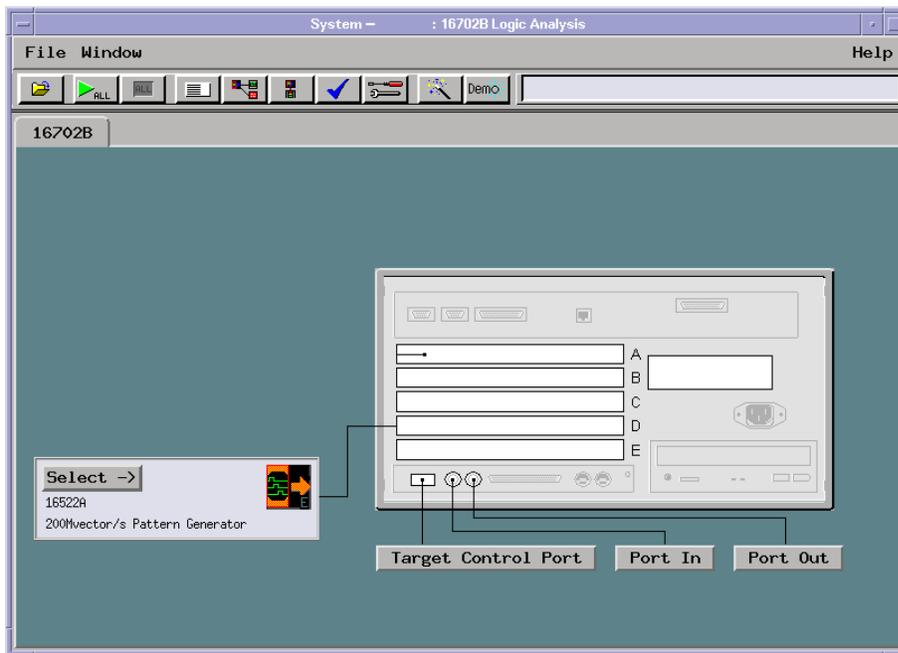 System – : 16702B Logic Analysis
File Window Help
ALL ALL Demo
16702B
A
B
C
D
E
Select ->
E
16522A
200Mvector/s Pattern Generator
Target Control Port Port In Port Out